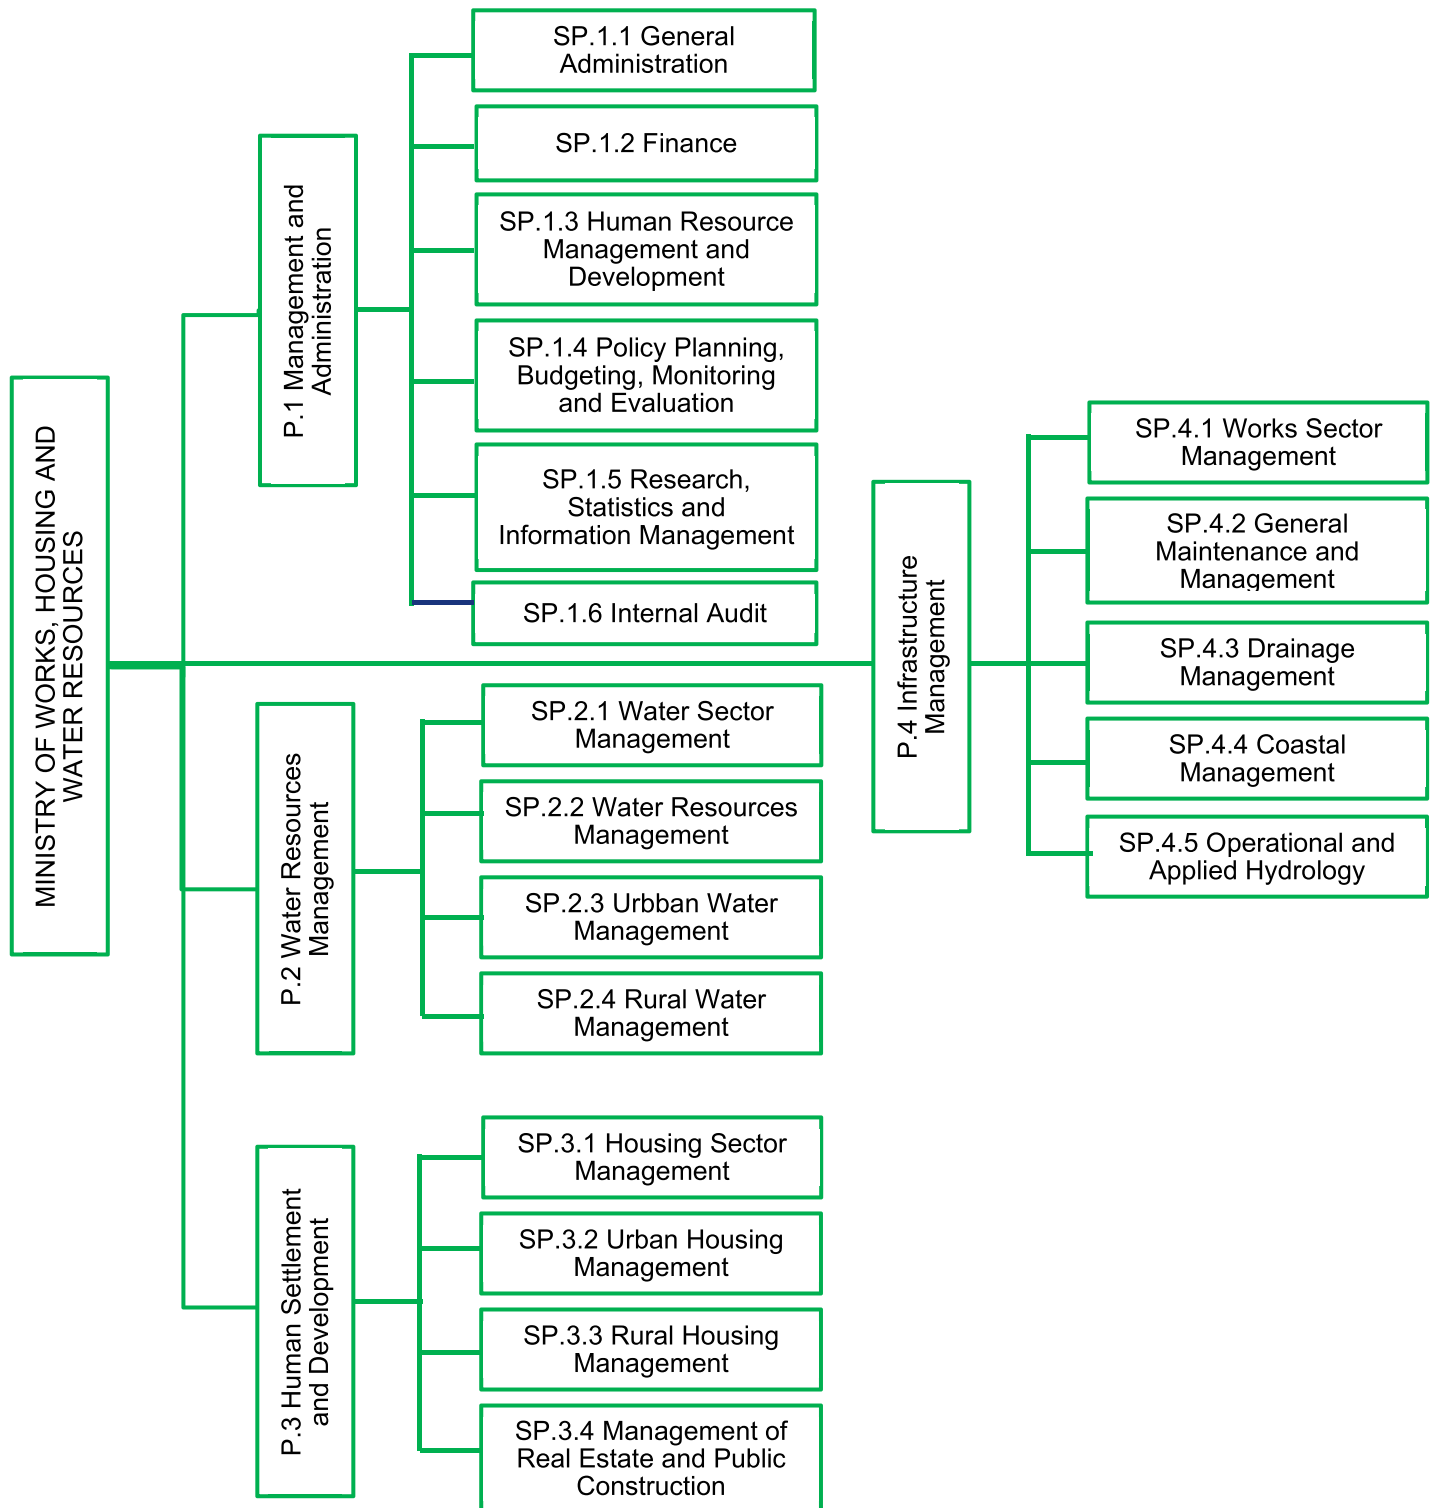 MINISTRY OF WORKS, HOUSING AND
WATER RESOURCES
P.1 Management and
Administration
SP.1.1 General
Administration
SP.1.2 Finance
SP.1.3 Human Resource
Management and
Development
SP.1.4 Policy Planning,
Budgeting, Monitoring
and Evaluation
SP.1.5 Research,
Statistics and
Information Management
SP.1.6 Internal Audit
P.2 Water Resources
Management
SP.2.1 Water Sector
Management
SP.2.2 Water Resources
Management
SP.2.3 Urbban Water
Management
SP.2.4 Rural Water
Management
P.3 Human Settlement
and Development
SP.3.1 Housing Sector
Management
SP.3.2 Urban Housing
Management
SP.3.3 Rural Housing
Management
SP.3.4 Management of
Real Estate and Public
Construction
P.4 Infrastructure
Management
SP.4.1 Works Sector
Management
SP.4.2 General
Maintenance and
Management
SP.4.3 Drainage
Management
SP.4.4 Coastal
Management
SP.4.5 Operational and
Applied Hydrology